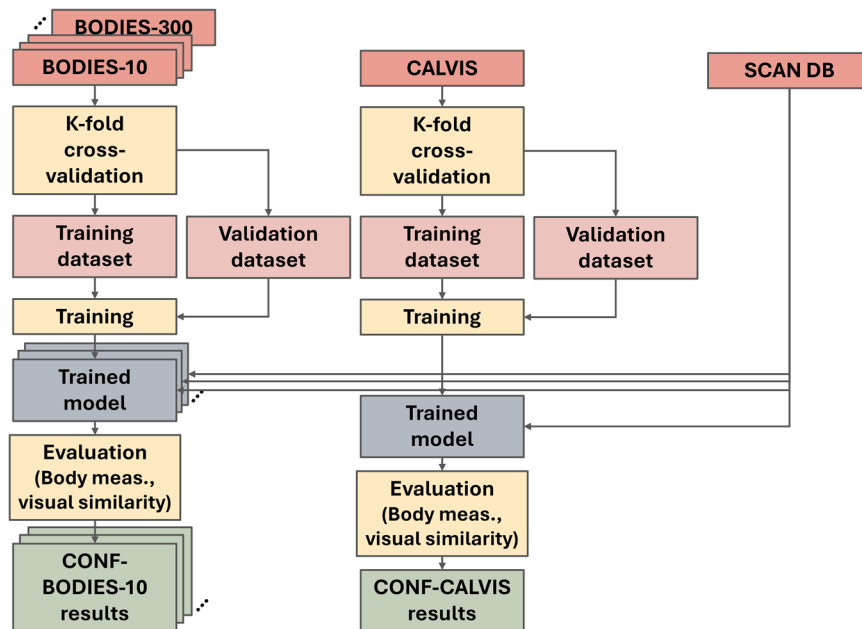 BODIES-300
BODIES-10
CALVIS
SCAN DB
K-fold
cross-
validation
K-fold
cross-
validation
Training
dataset
Validation
dataset
Training
dataset
Validation
dataset
Training
Training
Trained
model
Trained
model
Evaluation
(Body meas.,
visual similarity)
Evaluation
(Body meas.,
visual similarity)
CONF-
BODIES-10
results
CONF-CALVIS
results